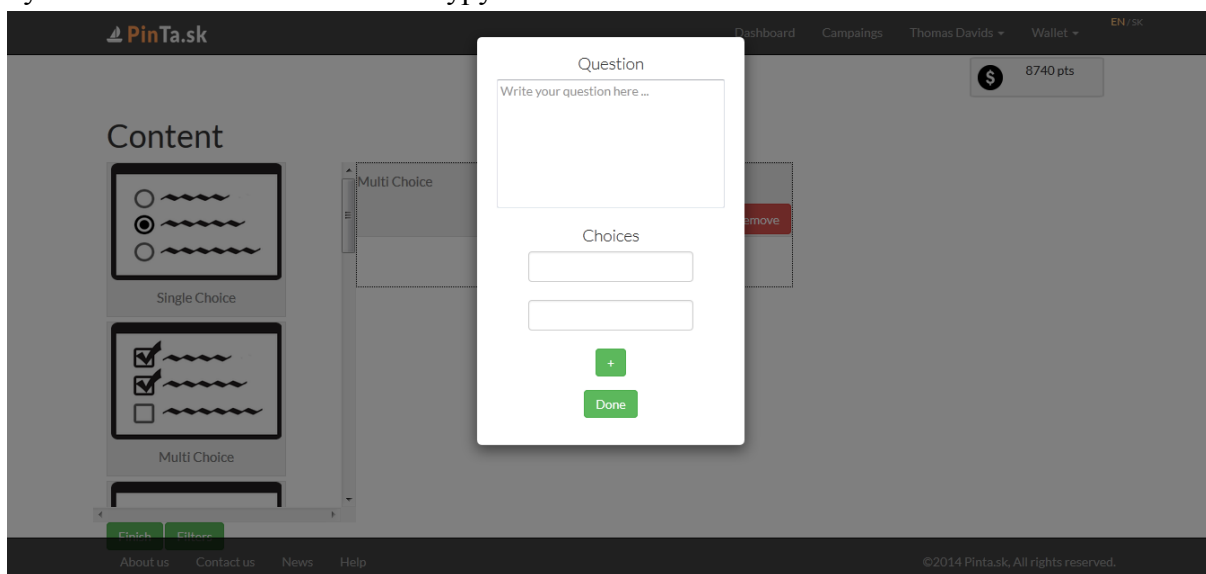 PinTa.sk
Dashboard Campaings Thomas Davids Wallet EN / SK
8740 pts
Question
Write your question here ...
Content
Multi Choice
emove
Choices
Single Choice
+
Done
Multi Choice
Finish Filters
About us Contact us News Help ©2014 Pinta.sk, All rights reserved.